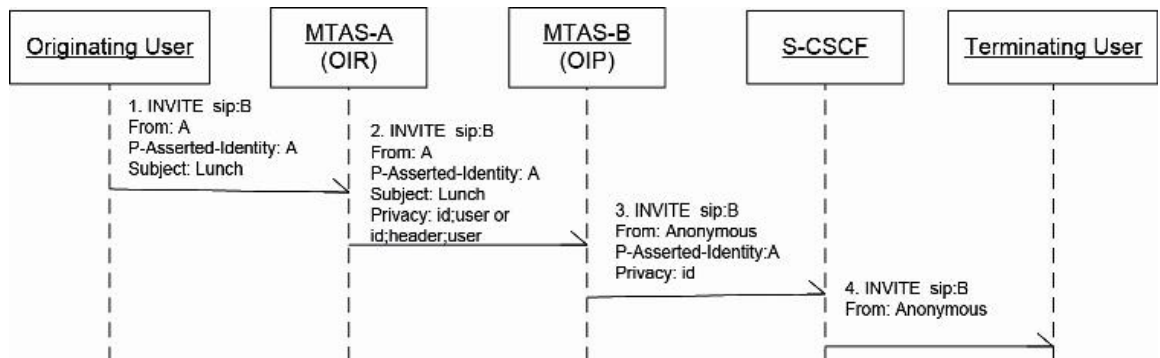 Originating User
MTAS-A
(OIR)
MTAS-B
(OIP)
S-CSCF
Terminating User
1. INVITE sip:B
From: A
P-Asserted-Identity: A
Subject: Lunch
2. INVITE sip:B
From: A
P-Asserted-Identity: A
Subject: Lunch
Privacy: id;user or
id;header;user
3. INVITE sip:B
From: Anonymous
P-Asserted-Identity:A
Privacy: id
4. INVITE sip:B
From: Anonymous